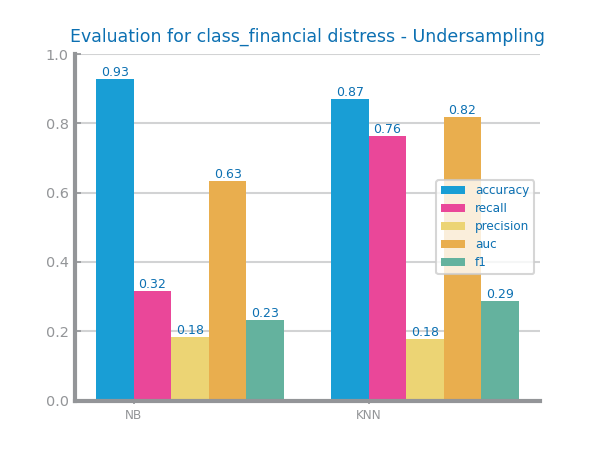 Evaluation for class_financial distress - Undersampling
1.0
0.8
0.6
0.4
0.2
0.0
0.93
0.32
0.18
0.63
0.23
0.87
0.76
0.18
0.82
0.29
accuracy
recall
precision
auc
f1
NB
KNN